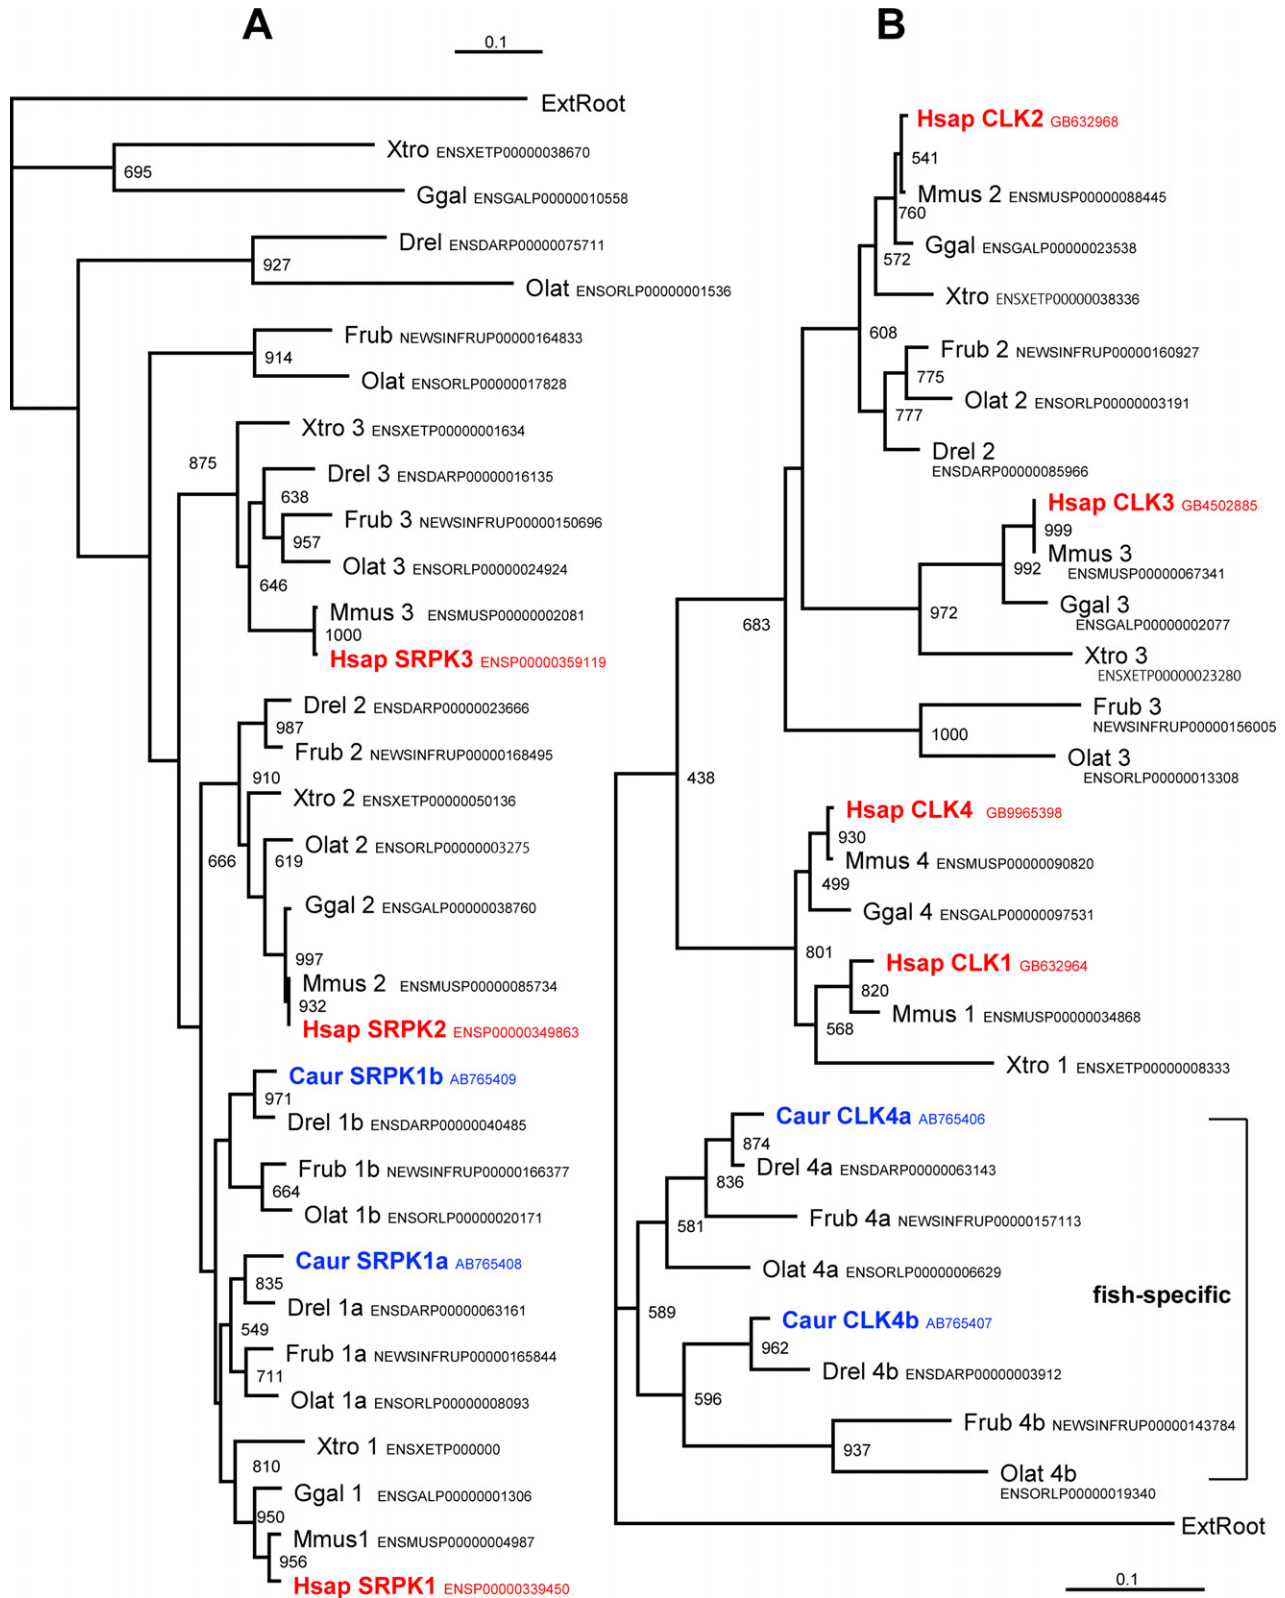 A
0.1
ExtRoot
Xtro ENSXETP00000038670
695
Ggal ENSGALP00000010558
Drel ENSDARP00000075711
927
Olat ENSORLP00000001536
Frub NEWSINFRUP00000164833
914
Olat ENSORLP00000017828
Xtro 3 ENSXETP00000001634
875
Drel 3 ENSDARP00000016135
638
Frub 3 NEWSINFRUP00000150696
957
Olat 3 ENSORLP00000024924
646
Mmus 3 ENSMUSP00000002081
1000
Hsap SRPK3 ENSP00000359119
Drel 2 ENSDARP00000023666
987
Frub 2 NEWSINFRUP00000168495
910
Xtro 2 ENSXETP00000050136
Olat 2 ENSORLP00000003275
666
619
Ggal 2 ENSGALP00000038760
997
Mmus 2 ENSMUSP00000085734
932
Hsap SRPK2 ENSP00000349863
Caur SRPK1b AB765409
971
Drel 1b ENSDARP00000040485
Frub 1b NEWSINFRUP00000166377
664
Olat 1b ENSORLP00000020171
Caur SRPK1a AB765408
835
Drel 1a ENSDARP00000063161
549
Frub 1a NEWSINFRUP00000165844
711
Olat 1a ENSORLP00000008093
Xtro 1 ENSXETP000000
810
Ggal 1 ENSGALP00000001306
950
Mmus1 ENSMUSP00000004987
956
Hsap SRPK1 ENSP00000339450
B
Hsap CLK2 GB632968
541
Mmus 2 ENSMUSP00000088445
760
Ggal ENSGALP00000023538
572
Xtro ENSXETP00000038336
608
Frub 2 NEWSINFRUP00000160927
775
Olat 2 ENSORLP00000003191
777
Drel 2
ENSDARP00000085966
Hsap CLK3 GB4502885
999
Mmus 3
992
ENSMUSP00000067341
Ggal 3
972
ENSGALP00000002077
683
Xtro 3
ENSXETP00000023280
Frub 3
NEWSINFRUP00000156005
1000
Olat 3
438
ENSORLP00000013308
Hsap CLK4 GB9965398
930
Mmus 4 ENSMUSP00000090820
499
Ggal 4 ENSGALP00000097531
801
Hsap CLK1 GB632964
820
Mmus 1 ENSMUSP00000034868
568
Xtro 1 ENSXETP00000008333
Caur CLK4a AB765406
874
Drel 4a ENSDARP00000063143
836
Frub 4a NEWSINFRUP00000157113
581
Olat 4a ENSORLP00000006629
fish-specific
589
Caur CLK4b AB765407
962
Drel 4b ENSDARP00000003912
596
Frub 4b NEWSINFRUP00000143784
937
Olat 4b
ENSORLP00000019340
ExtRoot
0.1